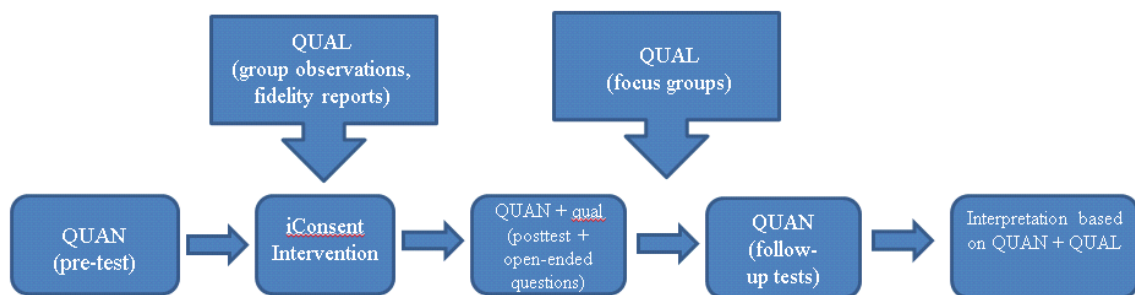 QUAL
(group observations,
fidelity reports)
QUAL
(focus groups)
QUAN
(pre-test)
iConsent
Intervention
QUAN + qual
(posttest +
open-ended
questions)
QUAN
(follow-
up tests)
Interpretation based
on QUAN + QUAL